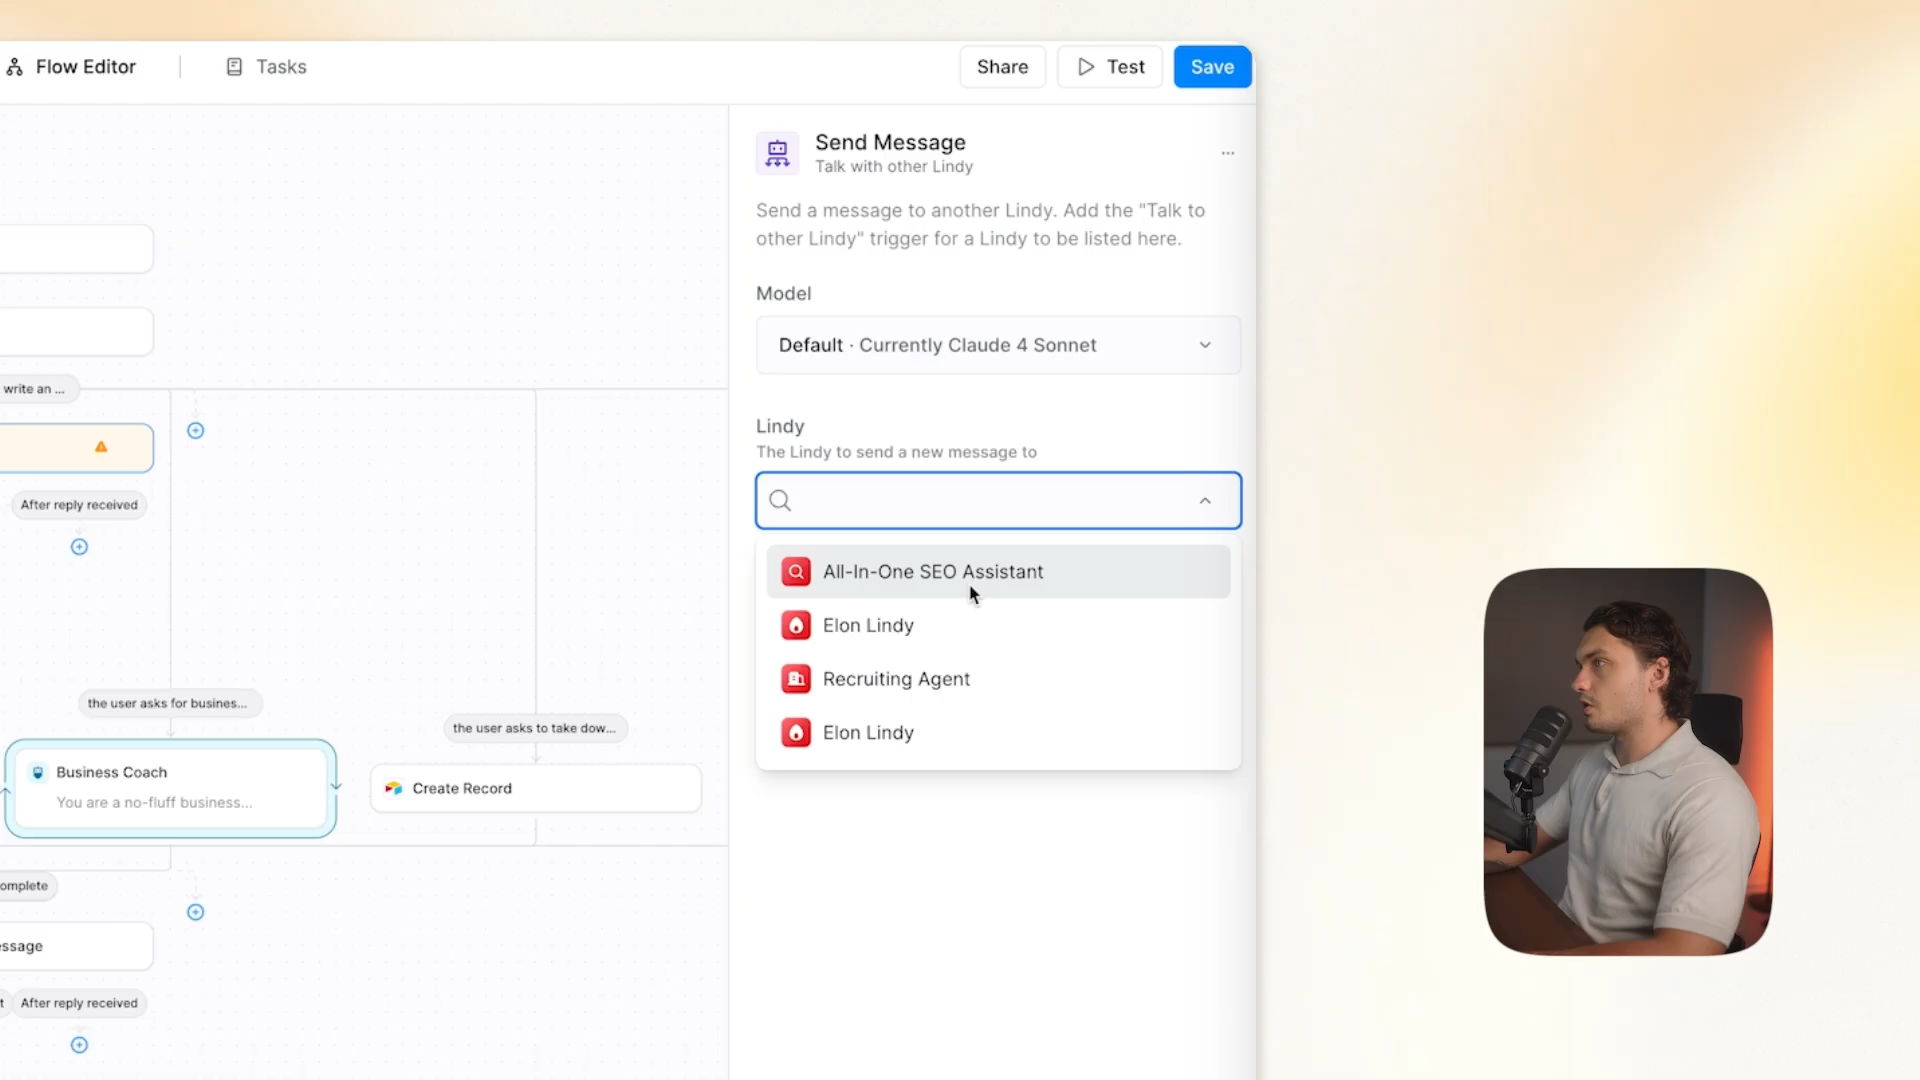 Flow Editor
Tasks
Share
Test
Save
Send Message
Talk with other Lindy
Send a message to another Lindy. Add the "Talk to
other Lindy" trigger for a Lindy to be listed here.
Model
Default · Currently Claude 4 Sonnet
Lindy
The Lindy to send a new message to
All-In-One SEO Assistant
Elon Lindy
Recruiting Agent
Elon Lindy
write an ...
After reply received
the user asks for busines...
the user asks to take dow...
Business Coach
You are a no-fluff business...
Create Record
omplete
ssage
t
After reply received